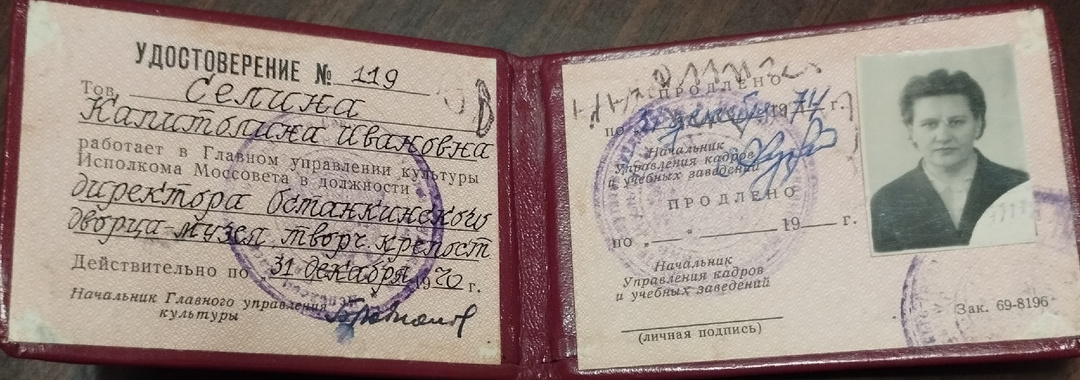 УДОСТОВЕРЕНИЕ № 119
Тов. Селина
Капитолина Ивановна
работает в Главном управлении культуры
Исполкома Моссовета в должности
директора Останкинского
дворца-музея творч. крепост
Действительно по 31 декабря 1970 г.
Начальник Главного управления
культуры
ПРОДЛЕНО
по 31 декабря 1974 г.
Начальник
Управления кадров
и учебных заведений
ПРОДЛЕНО
по „ — “ 19 — г.
Начальник
Управления кадров
и учебных заведений
(личная подпись)
Зак. 69-8196